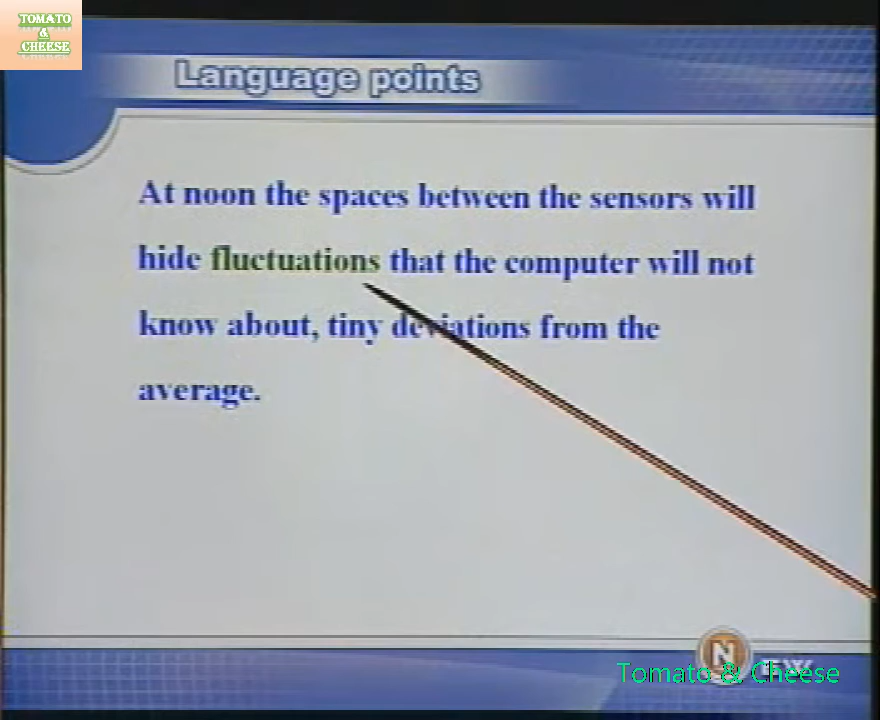 TOMATO
&
CHEESE
Language points
At noon the spaces between the sensors will
hide fluctuations that the computer will not
know about, tiny deviations from the
average.
N
Tomato & Cheese